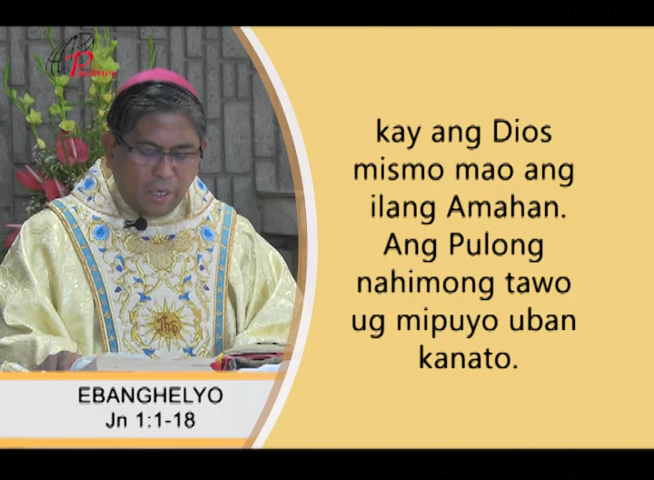 kay ang Dios
mismo mao ang
ilang Amahan.
Ang Pulong
nahimong tawo
ug mipuyo uban
kanato.
EBANGHELYO
Jn 1:1-18